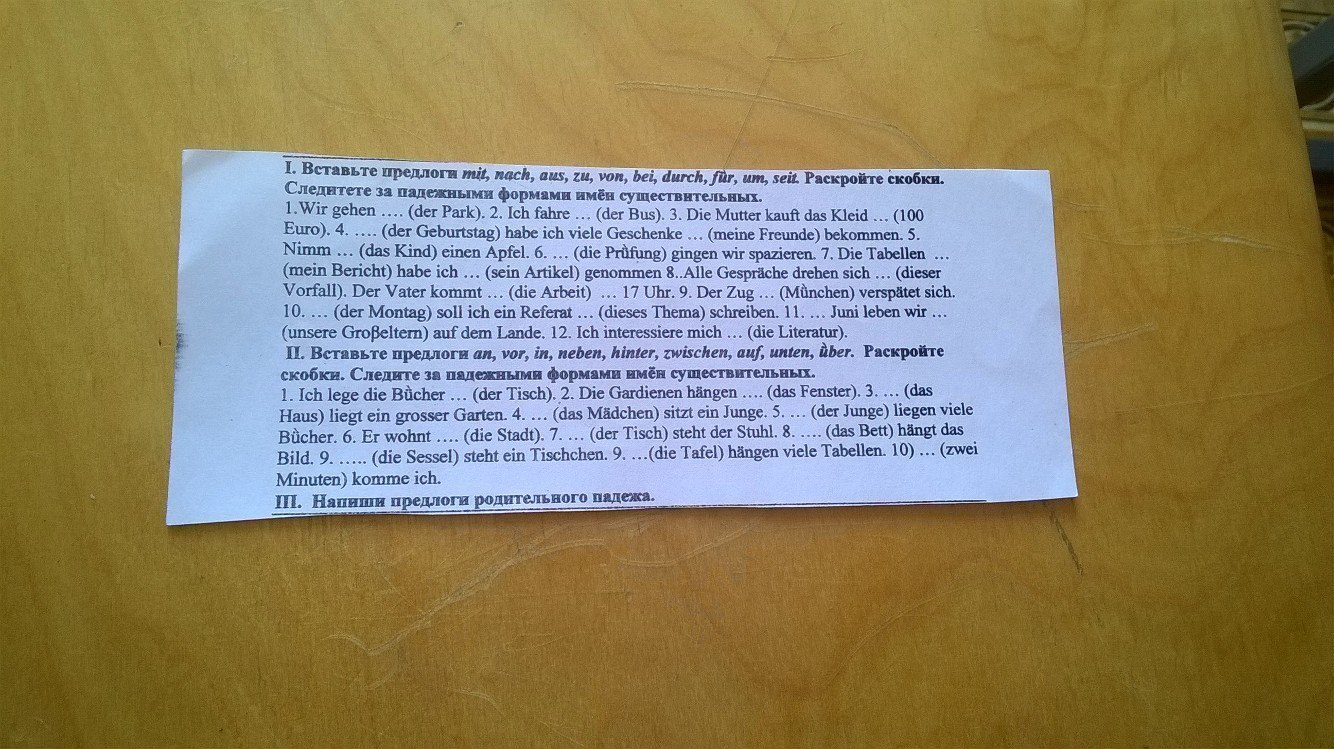 I. Вставьте предлоги mit, nach, aus, zu, von, bei, durch, fǜr, um, seit. Раскройте скобки.
Следитете за падежными формами имён существительных.
1.Wir gehen …. (der Park). 2. Ich fahre … (der Bus). 3. Die Mutter kauft das Kleid … (100
Euro). 4. …. (der Geburtstag) habe ich viele Geschenke … (meine Freunde) bekommen. 5.
Nimm … (das Kind) einen Apfel. 6. … (die Prǜfung) gingen wir spazieren. 7. Die Tabellen …
(mein Bericht) habe ich … (sein Artikel) genommen 8..Alle Gespräche drehen sich … (dieser
Vorfall). Der Vater kommt … (die Arbeit) … 17 Uhr. 9. Der Zug … (Mǜnchen) verspätet sich.
10. … (der Montag) soll ich ein Referat … (dieses Thema) schreiben. 11. … Juni leben wir …
(unsere Groβeltern) auf dem Lande. 12. Ich interessiere mich … (die Literatur).
II. Вставьте предлоги an, vor, in, neben, hinter, zwischen, auf, unten, ǜber. Раскройте
скобки. Следите за падежными формами имён существительных.
1. Ich lege die Bǜcher … (der Tisch). 2. Die Gardienen hängen …. (das Fenster). 3. … (das
Haus) liegt ein grosser Garten. 4. … (das Mädchen) sitzt ein Junge. 5. … (der Junge) liegen viele
Bǜcher. 6. Er wohnt …. (die Stadt). 7. … (der Tisch) steht der Stuhl. 8. …. (das Bett) hängt das
Bild. 9. ….. (die Sessel) steht ein Tischchen. 9. …(die Tafel) hängen viele Tabellen. 10) … (zwei
Minuten) komme ich.
III. Напиши предлоги родительного падежа.